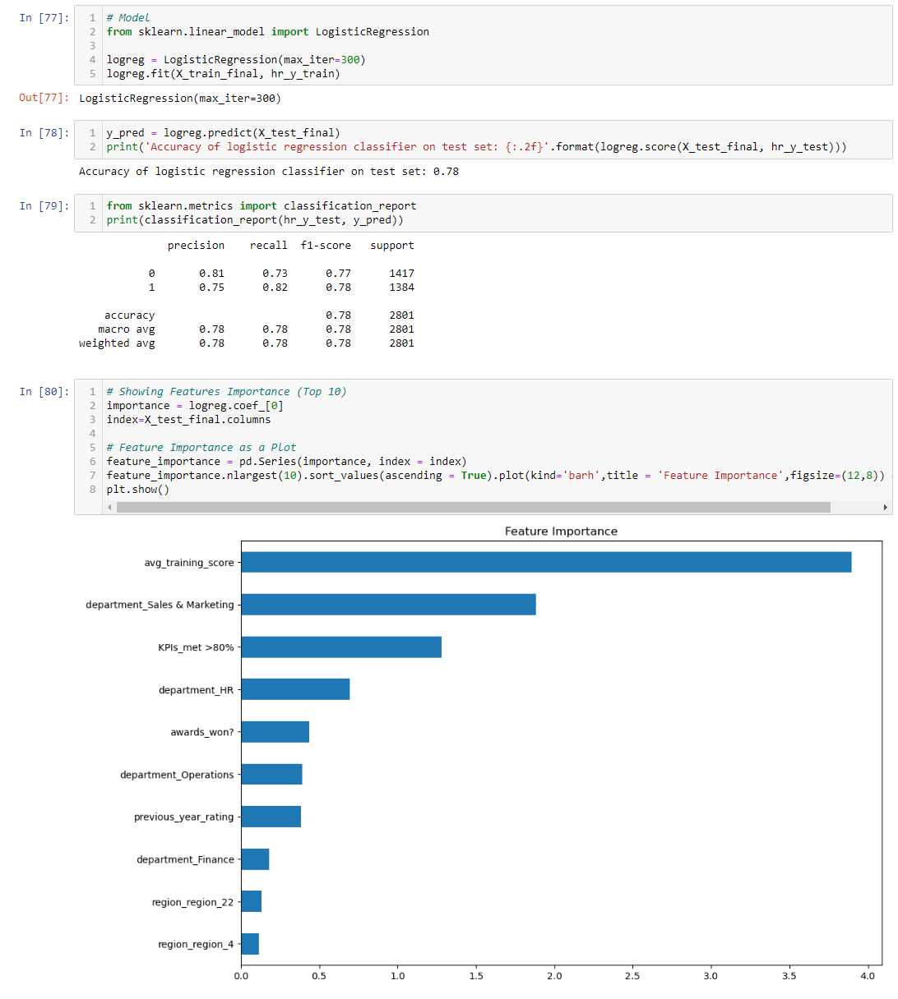 In [77]:
1 # Model
2 from sklearn.linear_model import LogisticRegression
3
4 logreg = LogisticRegression(max_iter=300)
5 logreg.fit(X_train_final, hr_y_train)
Out[77]: LogisticRegression(max_iter=300)
In [78]:
1 y_pred = logreg.predict(X_test_final)
2 print('Accuracy of logistic regression classifier on test set: {:.2f}'.format(logreg.score(X_test_final, hr_y_test)))
Accuracy of logistic regression classifier on test set: 0.78
In [79]:
1 from sklearn.metrics import classification_report
2 print(classification_report(hr_y_test, y_pred))
precision recall f1-score support
0 0.81 0.73 0.77 1417
1 0.75 0.82 0.78 1384
accuracy 0.78 2801
macro avg 0.78 0.78 0.78 2801
weighted avg 0.78 0.78 0.78 2801
In [80]:
1 # Showing Features Importance (Top 10)
2 importance = logreg.coef_[0]
3 index=X_test_final.columns
4
5 # Feature Importance as a Plot
6 feature_importance = pd.Series(importance, index = index)
7 feature_importance.nlargest(10).sort_values(ascending = True).plot(kind='barh',title = 'Feature Importance',figsize=(12,8))
8 plt.show()
Feature Importance
avg_training_score
department_Sales & Marketing
KPIs_met >80%
department_HR
awards_won?
department_Operations
previous_year_rating
department_Finance
region_region_22
region_region_4
0.0 0.5 1.0 1.5 2.0 2.5 3.0 3.5 4.0